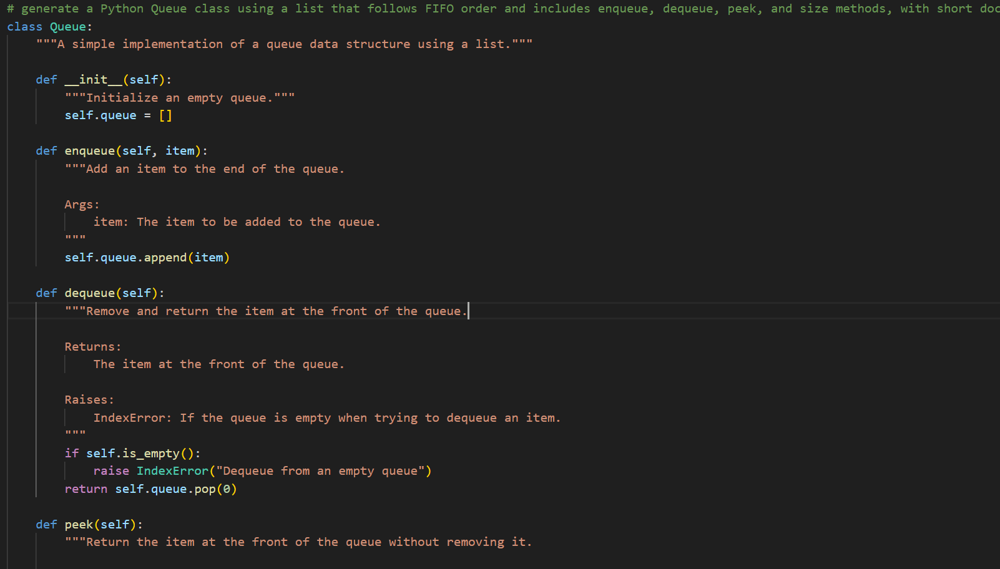 # generate a Python Queue class using a list that follows FIFO order and includes enqueue, dequeue, peek, and size methods, with short doc
class Queue:
    """A simple implementation of a queue data structure using a list."""
    def __init__(self):
        """Initialize an empty queue."""
        self.queue = []
    def enqueue(self, item):
        """Add an item to the end of the queue.
        Args:
            item: The item to be added to the queue.
        """
        self.queue.append(item)
    def dequeue(self):
        """Remove and return the item at the front of the queue.
        Returns:
            The item at the front of the queue.
        Raises:
            IndexError: If the queue is empty when trying to dequeue an item.
        """
        if self.is_empty():
            raise IndexError("Dequeue from an empty queue")
        return self.queue.pop(0)
    def peek(self):
        """Return the item at the front of the queue without removing it.